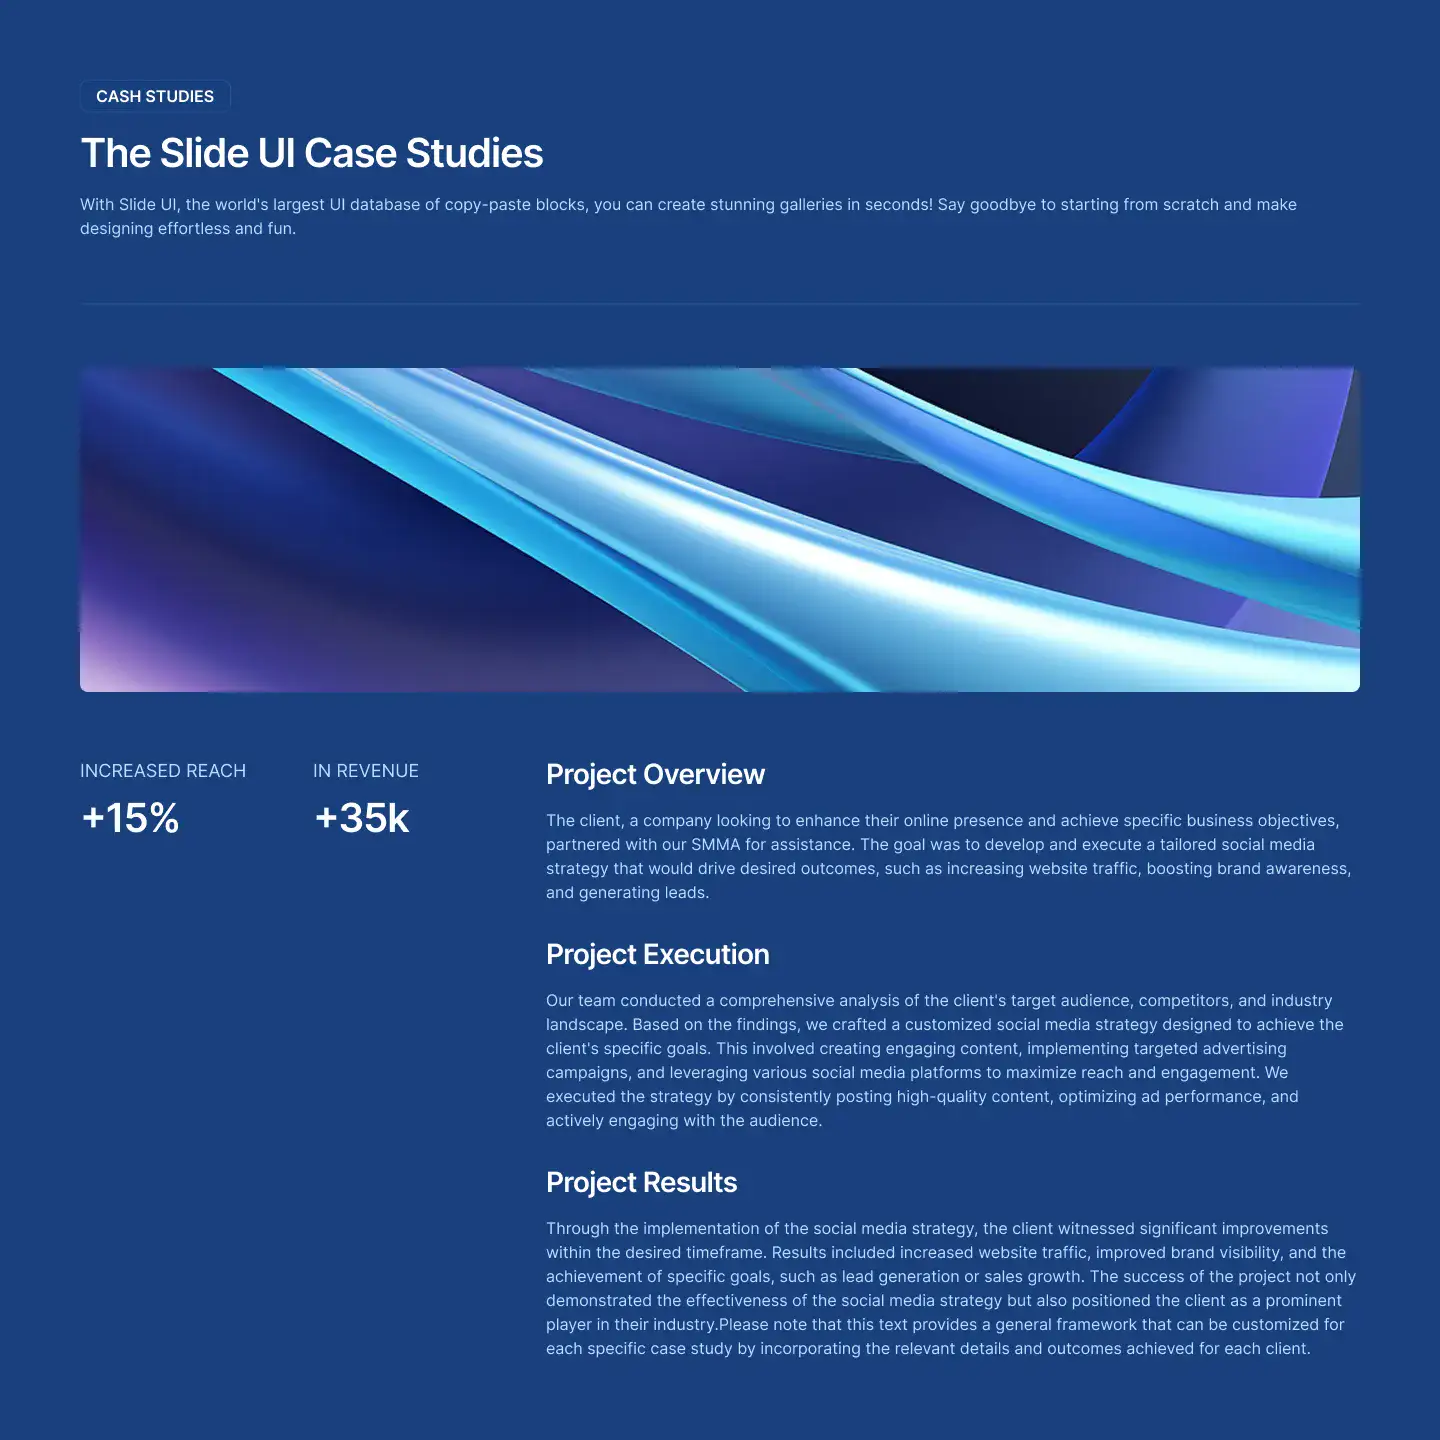 CASH STUDIES
The Slide UI Case Studies
With Slide UI, the world's largest UI database of copy-paste blocks, you can create stunning galleries in seconds! Say goodbye to starting from scratch and make
designing effortless and fun.
INCREASED REACH
+15%
IN REVENUE
+35k
Project Overview
The client, a company looking to enhance their online presence and achieve specific business objectives,
partnered with our SMMA for assistance. The goal was to develop and execute a tailored social media
strategy that would drive desired outcomes, such as increasing website traffic, boosting brand awareness,
and generating leads.
Project Execution
Our team conducted a comprehensive analysis of the client's target audience, competitors, and industry
landscape. Based on the findings, we crafted a customized social media strategy designed to achieve the
client's specific goals. This involved creating engaging content, implementing targeted advertising
campaigns, and leveraging various social media platforms to maximize reach and engagement. We
executed the strategy by consistently posting high-quality content, optimizing ad performance, and
actively engaging with the audience.
Project Results
Through the implementation of the social media strategy, the client witnessed significant improvements
within the desired timeframe. Results included increased website traffic, improved brand visibility, and the
achievement of specific goals, such as lead generation or sales growth. The success of the project not only
demonstrated the effectiveness of the social media strategy but also positioned the client as a prominent
player in their industry.Please note that this text provides a general framework that can be customized for
each specific case study by incorporating the relevant details and outcomes achieved for each client.